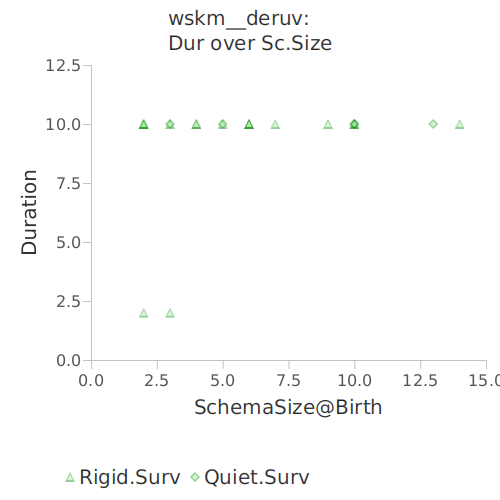 wskm__deruv:
Dur over Sc.Size
12.5
10.0
7.5
5.0
2.5
0.0
Duration
0.0 2.5 5.0 7.5 10.0 12.5 15.0
SchemaSize@Birth
Rigid.Surv Quiet.Surv